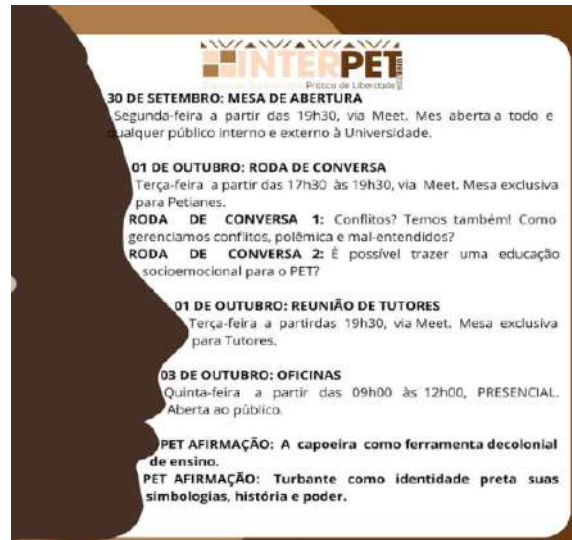 INTERPET
Prática de Liberdade
30 DE SETEMBRO: MESA DE ABERTURA
Segunda-feira a partir das 19h30, via Meet. Mes aberta a todo e
qualquer público interno e externo à Universidade.
01 DE OUTUBRO: RODA DE CONVERSA
Terça-feira a partir das 17h30 às 19h30, via Meet. Mesa exclusiva
para Petianes.
RODA DE CONVERSA 1: Conflitos? Temos também! Como
gerenciamos conflitos, polêmica e mal-entendidos?
RODA DE CONVERSA 2: É possível trazer uma educação
socioemocional para o PET?
01 DE OUTUBRO: REUNIÃO DE TUTORES
Terça-feira a partirdas 19h30, via Meet. Mesa exclusiva
para Tutores.
03 DE OUTUBRO: OFICINAS
Quinta-feira a partir das 09h00 às 12h00, PRESENCIAL.
Aberta ao público.
PET AFIRMAÇÃO: A capoeira como ferramenta decolonial
de ensino.
PET AFIRMAÇÃO: Turbante como identidade preta suas
simbologias, história e poder.